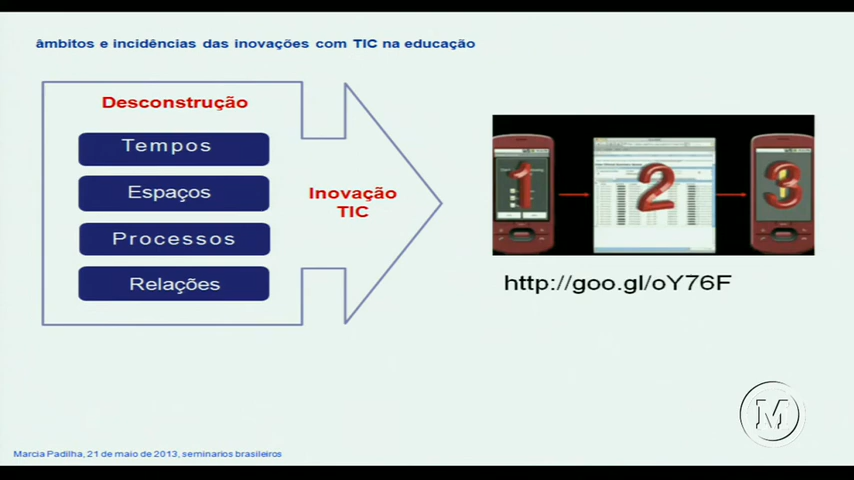 âmbitos e incidências das inovações com TIC na educação
Desconstrução
Tempos
Espaços
Processos
Relações
Inovação
TIC
1
2
3
http://goo.gl/oY76F
M
Marcia Padilha, 21 de maio de 2013, seminarios brasileiros